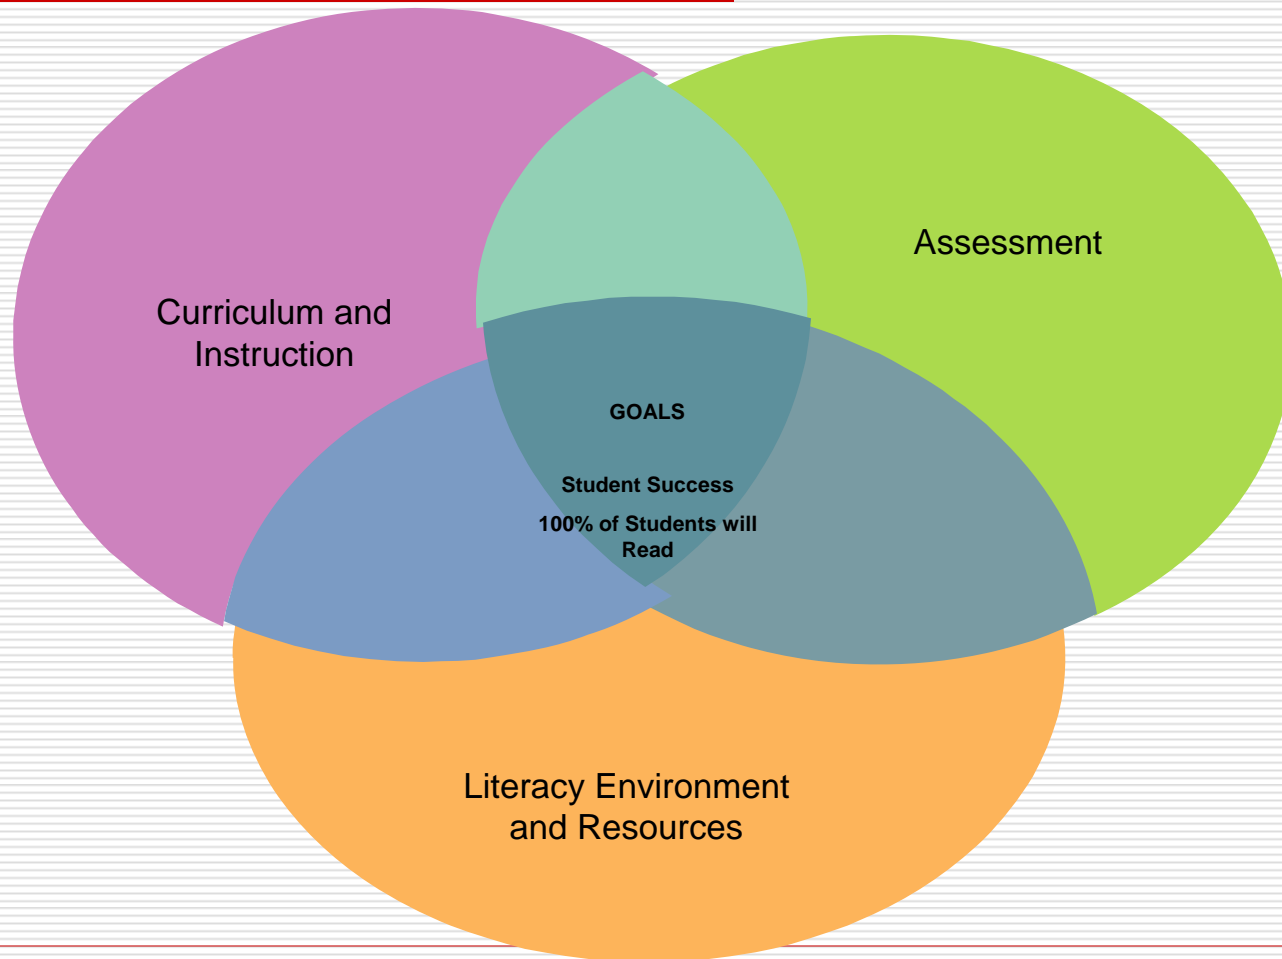 Assessment
Curriculum and
Instruction
GOALS
Student Success
100% of Students will
Read
Literacy Environment
and Resources